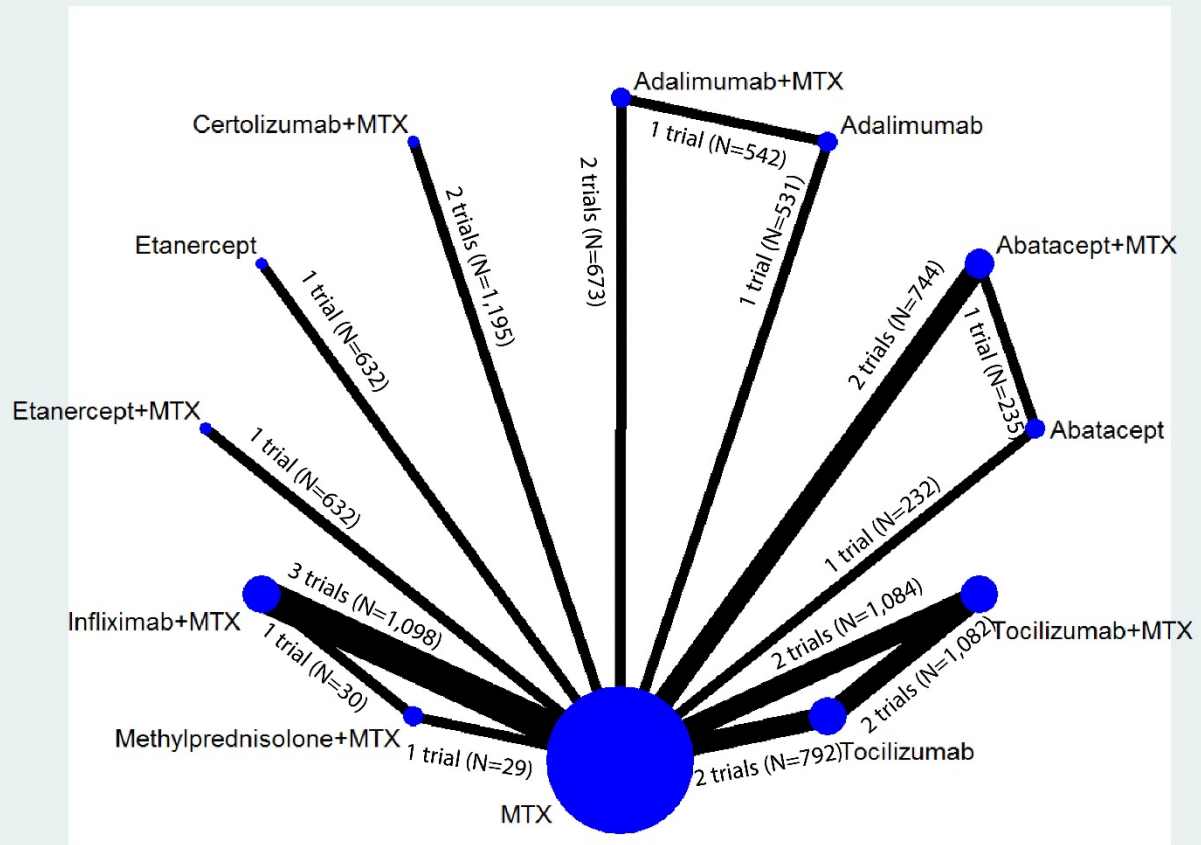 Adalimumab+MTX
Certolizumab+MTX
Adalimumab
1 trial (N=542)
2 trials (N=673)
2 trials (N=1,195)
1 trial (N=531)
Etanercept
Abatacept+MTX
1 trial (N=632)
2 trials (N=744)
1 trial (N=235)
Etanercept+MTX
Abatacept
1 trial (N=632)
1 trial (N=232)
3 trials (N=1,098)
2 trials (N=1,084)
Infliximab+MTX
Tocilizumab+MTX
1 trial (N=30)
2 trials (N=1,082)
Methylprednisolone+MTX
1 trial (N=29)
2 trials (N=792)
Tocilizumab
MTX